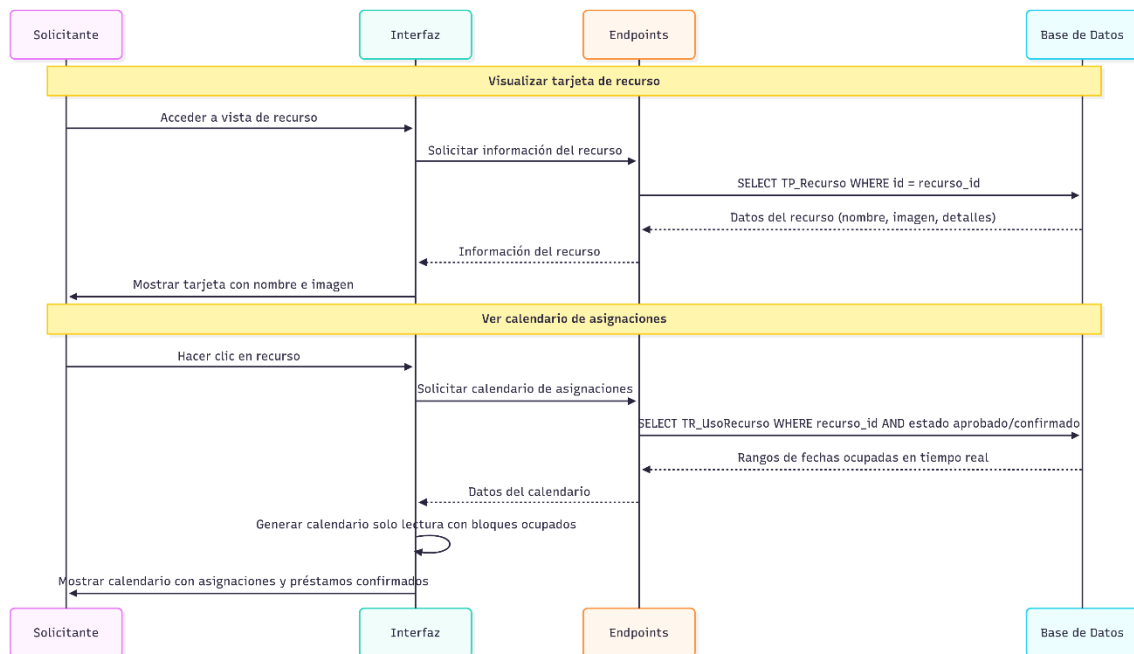 Solicitante
Interfaz
Endpoints
Base de Datos
Visualizar tarjeta de recurso
Acceder a vista de recurso
Solicitar información del recurso
SELECT TP_Recurso WHERE id = recurso_id
Datos del recurso (nombre, imagen, detalles)
Información del recurso
Mostrar tarjeta con nombre e imagen
Ver calendario de asignaciones
Hacer clic en recurso
Solicitar calendario de asignaciones
SELECT TR_UsoRecurso WHERE recurso_id AND estado aprobado/confirmado
Rangos de fechas ocupadas en tiempo real
Datos del calendario
Generar calendario solo lectura con bloques ocupados
Mostrar calendario con asignaciones y préstamos confirmados
Solicitante
Interfaz
Endpoints
Base de Datos